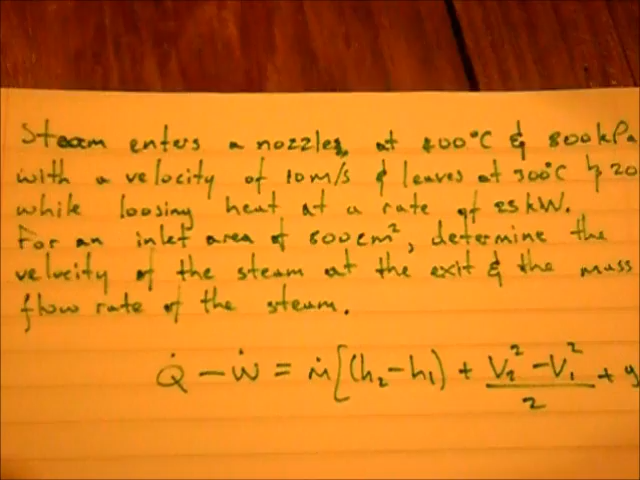 Steam enters a nozzles, at 400°C & 800kPa
with a velocity of 10m/s & leaves at 300°C & 20
while loosing heat at a rate of 25kW.
For an inlet area of 800cm², determine the
velocity of the steam at the exit & the mass
flow rate of the steam.
Q̇ - Ẇ = ṁ[(h₂-h₁) + (V₂² - V₁²)/2 + g